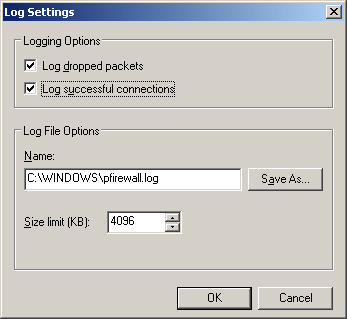 Log Settings
Logging Options
Log dropped packets
Log successful connections
Log File Options
Name:
C:\WINDOWS\pfirewall.log
Save As...
Size limit (KB):
4096
OK
Cancel